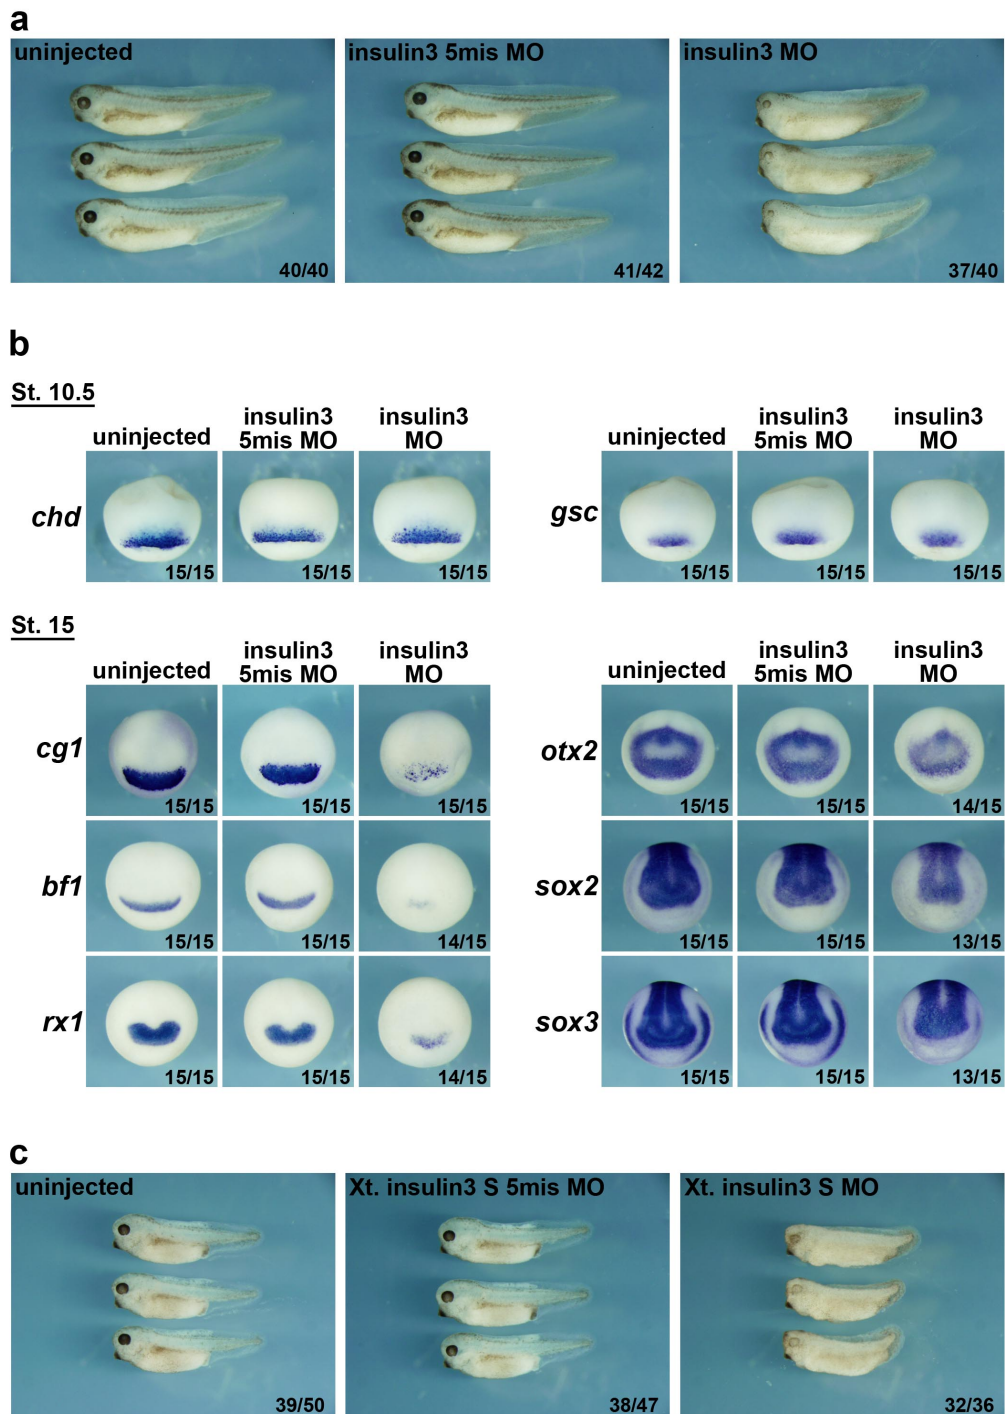 a
uninjected
insulin3 5mis MO
insulin3 MO
40/40
41/42
37/40
b
St. 10.5
uninjected
insulin3
5mis MO
insulin3
MO
uninjected
insulin3
5mis MO
insulin3
MO
chd
15/15
15/15
15/15
gsc
15/15
15/15
15/15
St. 15
uninjected
insulin3
5mis MO
insulin3
MO
uninjected
insulin3
5mis MO
insulin3
MO
cg1
15/15
15/15
15/15
otx2
15/15
15/15
14/15
bf1
15/15
15/15
14/15
sox2
15/15
15/15
13/15
rx1
15/15
15/15
14/15
sox3
15/15
15/15
13/15
c
uninjected
Xt. insulin3 S 5mis MO
Xt. insulin3 S MO
39/50
38/47
32/36